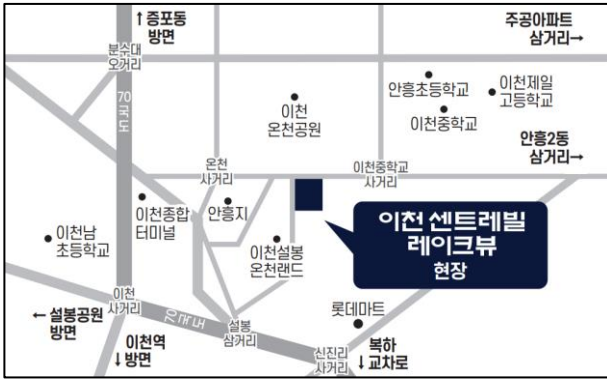 ↑증포동
방면
주공아파트
삼거리→
분수대
오거리
70국도
이천
온천공원
안흥초등학교
이천중학교
이천제일
고등학교
안흥2동
삼거리→
온천
사거리
이천중학교
사거리
이천종합
터미널
안흥지
이천남
초등학교
이천설봉
온천랜드
이천 센트레빌
레이크뷰
현장
이천
사거리
←설봉공원
방면
이천역
↓방면
70국도
설봉
삼거리
롯데마트
신진리
사거리
복하
↓교차로